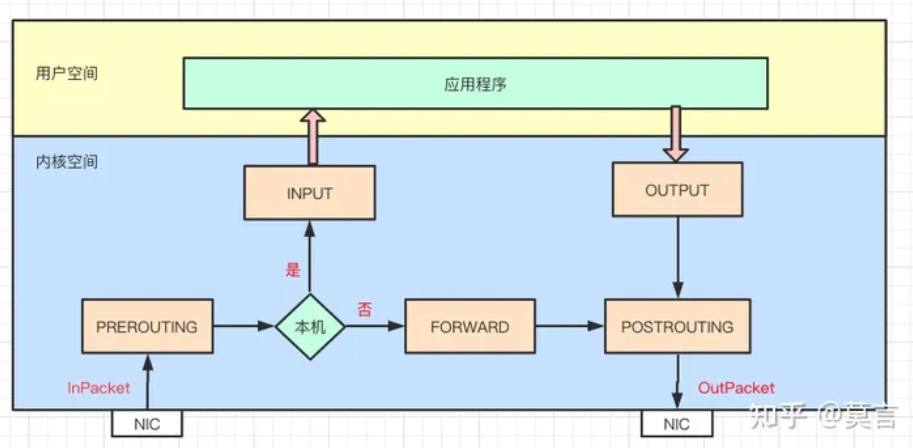 用户空间
应用程序
内核空间
INPUT
OUTPUT
是
否
PREROUTING
本机
FORWARD
POSTROUTING
InPacket
OutPacket
NIC
NIC
知乎 @莫言